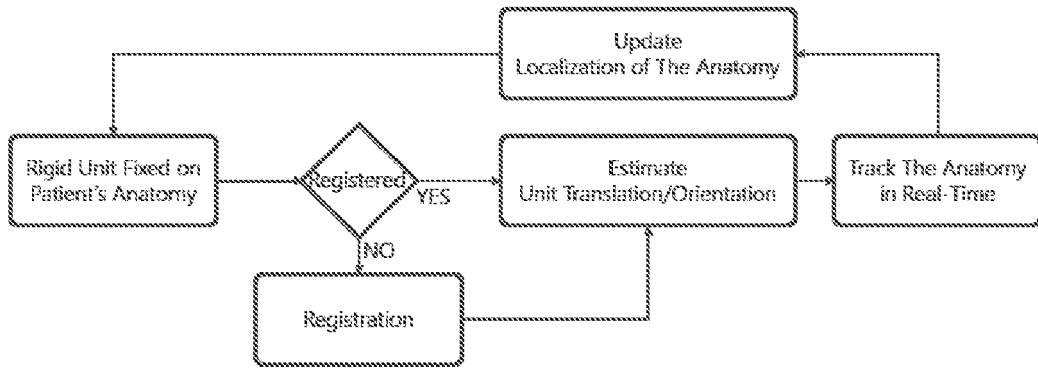 Update
Localization of The Anatomy
Rigid Unit Fixed on
Patient's Anatomy
Registered
YES
Estimate
Unit Translation/Orientation
Track The Anatomy
in Real-Time
NO
Registration